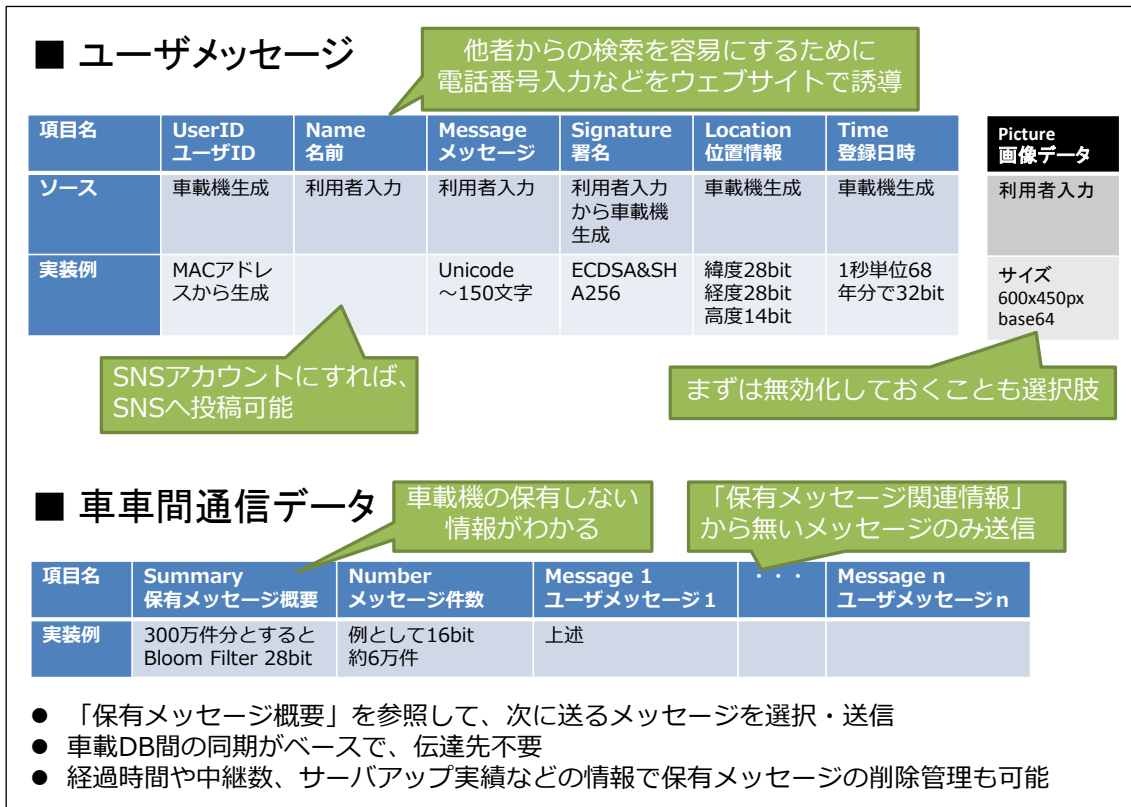 ■ ユーザメッセージ
他者からの検索を容易にするために
電話番号入力などをウェブサイトで誘導
項目名 UserID Name Message Signature Location Time Picture
ユーザID 名前 メッセージ 署名 位置情報 登録日時 画像データ
ソース 車載機生成 利用者入力 利用者入力 利用者入力 車載機生成 車載機生成 利用者入力
から車載機
生成
実装例 MACアドレ Unicode ECDSA&SH 緯度28bit 1秒単位68 サイズ
スから生成 ～150文字 A256 経度28bit 年分で32bit 600x450px
高度14bit base64
SNSアカウントにすれば、
SNSへ投稿可能
まずは無効化しておくことも選択肢
■ 車車間通信データ
車載機の保有しない
情報がわかる
「保有メッセージ関連情報」
から無いメッセージのみ送信
項目名 Summary Number Message 1 ・・・ Message n
保有メッセージ概要 メッセージ件数 ユーザメッセージ１ ユーザメッセージｎ
実装例 300万件分とすると 例として16bit 上述
Bloom Filter 28bit 約6万件
● 「保有メッセージ概要」を参照して、次に送るメッセージを選択・送信
● 車載DB間の同期がベースで、伝達先不要
● 経過時間や中継数、サーバアップ実績などの情報で保有メッセージの削除管理も可能